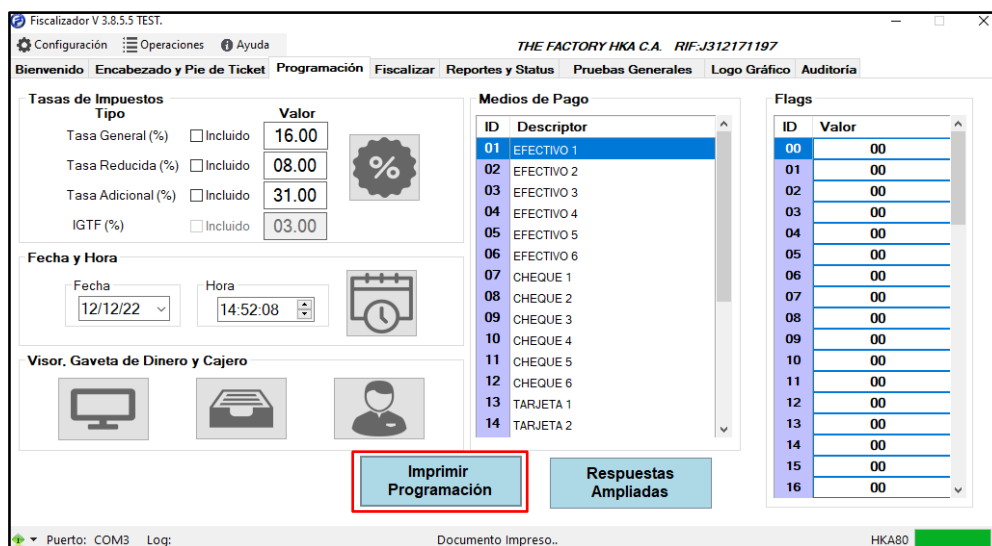 Fiscalizador V 3.8.5.5 TEST.
Configuración Operaciones Ayuda THE FACTORY HKA C.A. RIF:J312171197
Bienvenido Encabezado y Pie de Ticket Programación Fiscalizar Reportes y Status Pruebas Generales Logo Gráfico Auditoría
Tasas de Impuestos
Tipo Valor
Tasa General (%) Incluido 16.00
Tasa Reducida (%) Incluido 08.00
Tasa Adicional (%) Incluido 31.00
IGTF (%) Incluido 03.00
%
Fecha y Hora
Fecha Hora
12/12/22 14:52:08
Visor, Gaveta de Dinero y Cajero
Medios de Pago
ID Descriptor
01 EFECTIVO 1
02 EFECTIVO 2
03 EFECTIVO 3
04 EFECTIVO 4
05 EFECTIVO 5
06 EFECTIVO 6
07 CHEQUE 1
08 CHEQUE 2
09 CHEQUE 3
10 CHEQUE 4
11 CHEQUE 5
12 CHEQUE 6
13 TARJETA 1
14 TARJETA 2
Flags
ID Valor
00 00
01 00
02 00
03 00
04 00
05 00
06 00
07 00
08 00
09 00
10 00
11 00
12 00
13 00
14 00
15 00
16 00
Imprimir
Programación
Respuestas
Ampliadas
Puerto: COM3 Log: Documento Impreso.. HKA80